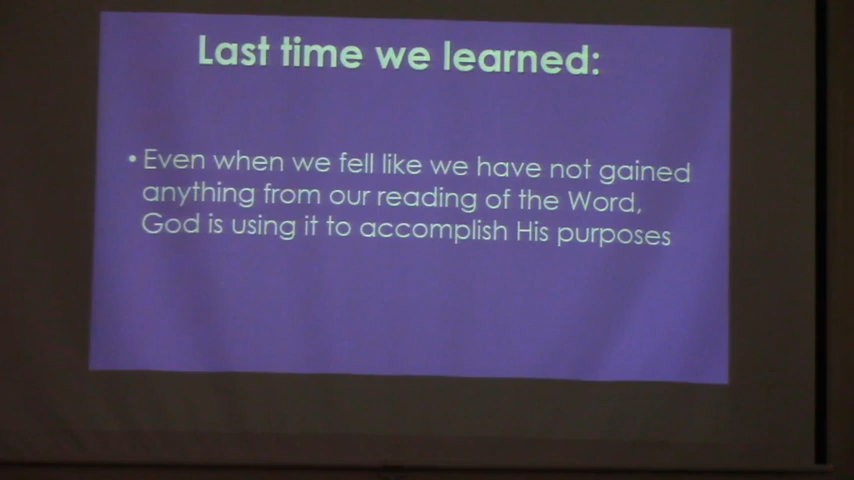 Last time we learned:
• Even when we fell like we have not gained
anything from our reading of the Word,
God is using it to accomplish His purposes